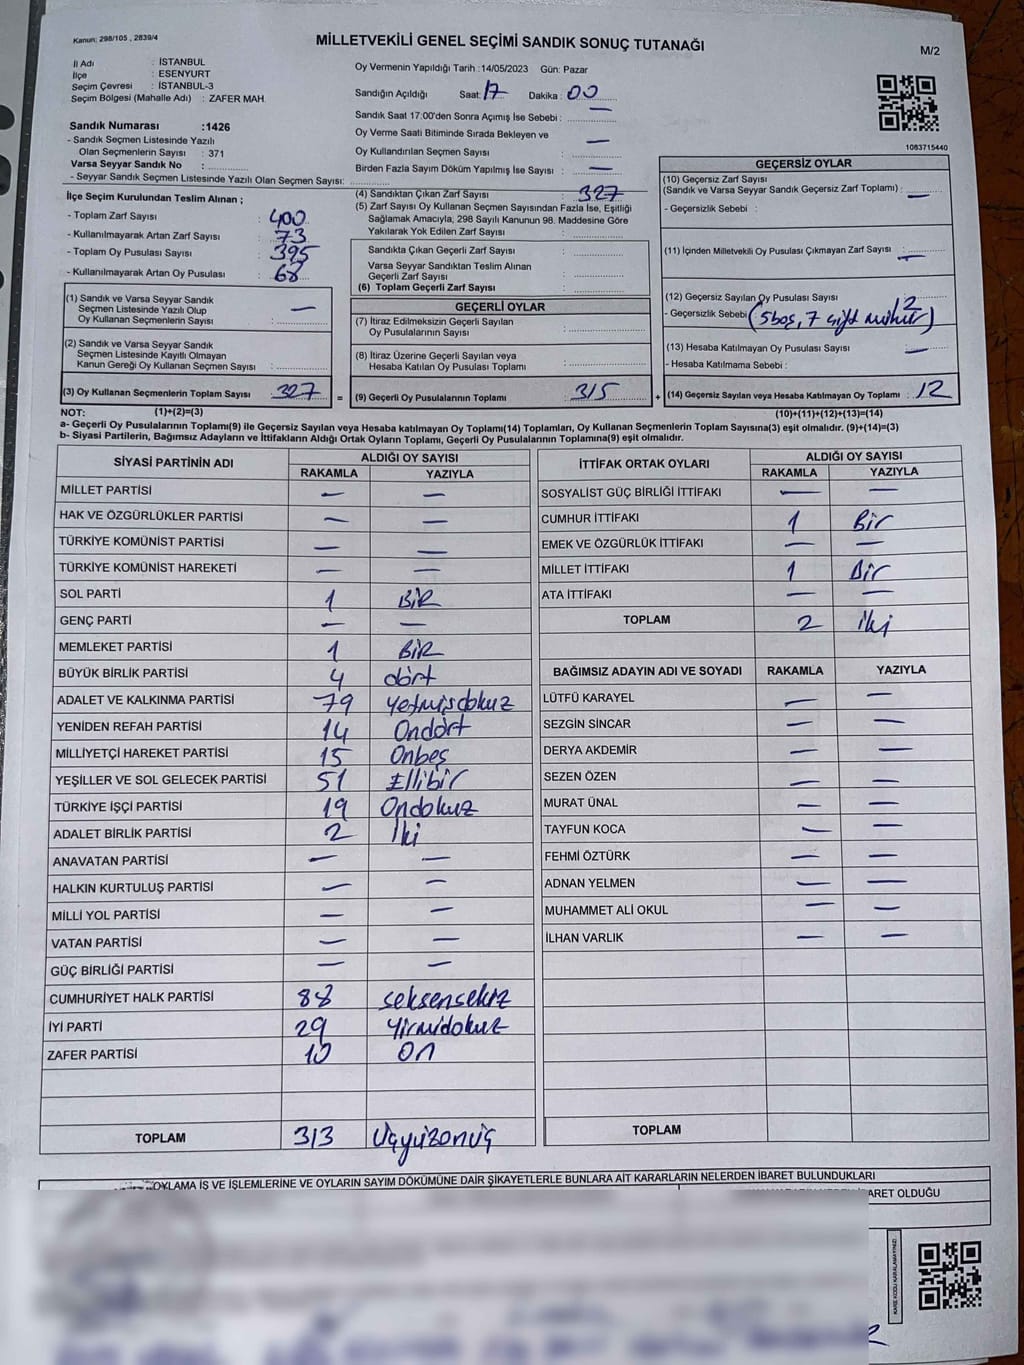 Kanun: 298/105 , 2839/4
MİLLETVEKİLİ GENEL SEÇİMİ SANDIK SONUÇ TUTANAĞI
M/2
İl Adı : İSTANBUL
İlçe : ESENYURT
Seçim Çevresi : İSTANBUL-3
Seçim Bölgesi (Mahalle Adı) : ZAFER MAH.
Sandık Numarası :1426
- Sandık Seçmen Listesinde Yazılı
Olan Seçmenlerin Sayısı : 371
Varsa Seyyar Sandık No :
- Seyyar Sandık Seçmen Listesinde Yazılı Olan Seçmen Sayısı:
Oy Vermenin Yapıldığı Tarih :14/05/2023 Gün: Pazar
Sandığın Açıldığı Saat: 17 Dakika : 00
Sandık Saat 17:00'den Sonra Açımış İse Sebebi : —
Oy Verme Saati Bitiminde Sırada Bekleyen ve
Oy Kullandırılan Seçmen Sayısı : —
Birden Fazla Sayım Döküm Yapılmış İse Sayısı : —
1083715440
İlçe Seçim Kurulundan Teslim Alınan ;
- Toplam Zarf Sayısı : 400
- Kullanılmayarak Artan Zarf Sayısı : 73
- Toplam Oy Pusulası Sayısı : 395
- Kullanılmayarak Artan Oy Pusulası : 68
(4) Sandıktan Çıkan Zarf Sayısı : 327
(5) Zarf Sayısı Oy Kullanan Seçmen Sayısından Fazla İse, Eşitliği
Sağlamak Amacıyla, 298 Sayılı Kanunun 98. Maddesine Göre
Yakılarak Yok Edilen Zarf Sayısı :
Sandıkta Çıkan Geçerli Zarf Sayısı :
Varsa Seyyar Sandıktan Teslim Alınan
Geçerli Zarf Sayısı :
(6) Toplam Geçerli Zarf Sayısı :
GEÇERSİZ OYLAR
(10) Geçersiz Zarf Sayısı
(Sandık ve Varsa Seyyar Sandık Geçersiz Zarf Toplamı) : —
- Geçersizlik Sebebi :
(11) İçinden Milletvekili Oy Pusulası Çıkmayan Zarf Sayısı : —
(12) Geçersiz Sayılan Oy Pusulası Sayısı : 12
- Geçersizlik Sebebi (5 boş, 7 çift mühür)
(13) Hesaba Katılmayan Oy Pusulası Sayısı : —
- Hesaba Katılmama Sebebi :
(14) Geçersiz Sayılan veya Hesaba Katılmayan Oy Toplamı : 12
(1) Sandık ve Varsa Seyyar Sandık
Seçmen Listesinde Yazılı Olup
Oy Kullanan Seçmenlerin Sayısı : —
(2) Sandık ve Varsa Seyyar Sandık
Seçmen Listesinde Kayıtlı Olmayan
Kanun Gereği Oy Kullanan Seçmen Sayısı :
(3) Oy Kullanan Seçmenlerin Toplam Sayısı : 327 =
GEÇERLİ OYLAR
(7) İtiraz Edilmeksizin Geçerli Sayılan
Oy Pusulalarının Sayısı :
(8) İtiraz Üzerine Geçerli Sayılan veya
Hesaba Katılan Oy Pusulası Toplamı :
(9) Geçerli Oy Pusulalarının Toplamı : 315 +
NOT: (1)+(2)=(3) (10)+(11)+(12)+(13)=(14)
a- Geçerli Oy Pusulalarının Toplamı(9) ile Geçersiz Sayılan veya Hesaba katılmayan Oy Toplamı(14) Toplamları, Oy Kullanan Seçmenlerin Toplam Sayısına(3) eşit olmalıdır. (9)+(14)=(3)
b- Siyasi Partilerin, Bağımsız Adayların ve İttifakların Aldığı Ortak Oyların Toplamı, Geçerli Oy Pusulalarının Toplamına(9) eşit olmalıdır.
SİYASİ PARTİNİN ADI ALDIĞI OY SAYISI
RAKAMLA YAZIYLA
MİLLET PARTİSİ — —
HAK VE ÖZGÜRLÜKLER PARTİSİ — —
TÜRKİYE KOMÜNİST PARTİSİ — —
TÜRKİYE KOMÜNİST HAREKETİ — —
SOL PARTİ 1 BİR
GENÇ PARTİ — —
MEMLEKET PARTİSİ 1 BİR
BÜYÜK BİRLİK PARTİSİ 4 dört
ADALET VE KALKINMA PARTİSİ 79 Yetmişdokuz
YENİDEN REFAH PARTİSİ 14 Ondört
MİLLİYETÇİ HAREKET PARTİSİ 15 Onbeş
YEŞİLLER VE SOL GELECEK PARTİSİ 51 Ellibir
TÜRKİYE İŞÇİ PARTİSİ 19 Ondokuz
ADALET BİRLİK PARTİSİ 2 İki
ANAVATAN PARTİSİ — —
HALKIN KURTULUŞ PARTİSİ — —
MİLLİ YOL PARTİSİ — —
VATAN PARTİSİ — —
GÜÇ BİRLİĞİ PARTİSİ — —
CUMHURİYET HALK PARTİSİ 88 Seksensekiz
İYİ PARTİ 29 Yirmidokuz
ZAFER PARTİSİ 10 On
TOPLAM 313 Üçyüzonüç
İTTİFAK ORTAK OYLARI ALDIĞI OY SAYISI
RAKAMLA YAZIYLA
SOSYALİST GÜÇ BİRLİĞİ İTTİFAKI — —
CUMHUR İTTİFAKI 1 Bir
EMEK VE ÖZGÜRLÜK İTTİFAKI — —
MİLLET İTTİFAKI 1 Bir
ATA İTTİFAKI — —
TOPLAM 2 iki
BAĞIMSIZ ADAYIN ADI VE SOYADI RAKAMLA YAZIYLA
LÜTFÜ KARAYEL — —
SEZGİN SİNCAR — —
DERYA AKDEMİR — —
SEZEN ÖZEN — —
MURAT ÜNAL — —
TAYFUN KOCA — —
FEHMİ ÖZTÜRK — —
ADNAN YELMEN — —
MUHAMMET ALİ OKUL — —
İLHAN VARLIK — —
TOPLAM
OYLAMA İŞ VE İŞLEMLERİNE VE OYLARIN SAYIM DÖKÜMÜNE DAİR ŞİKAYETLERLE BUNLARA AİT KARARLARIN NELERDEN İBARET BULUNDUKLARI
OLDUĞU
KARE KODU KARALAMAYINIZ!